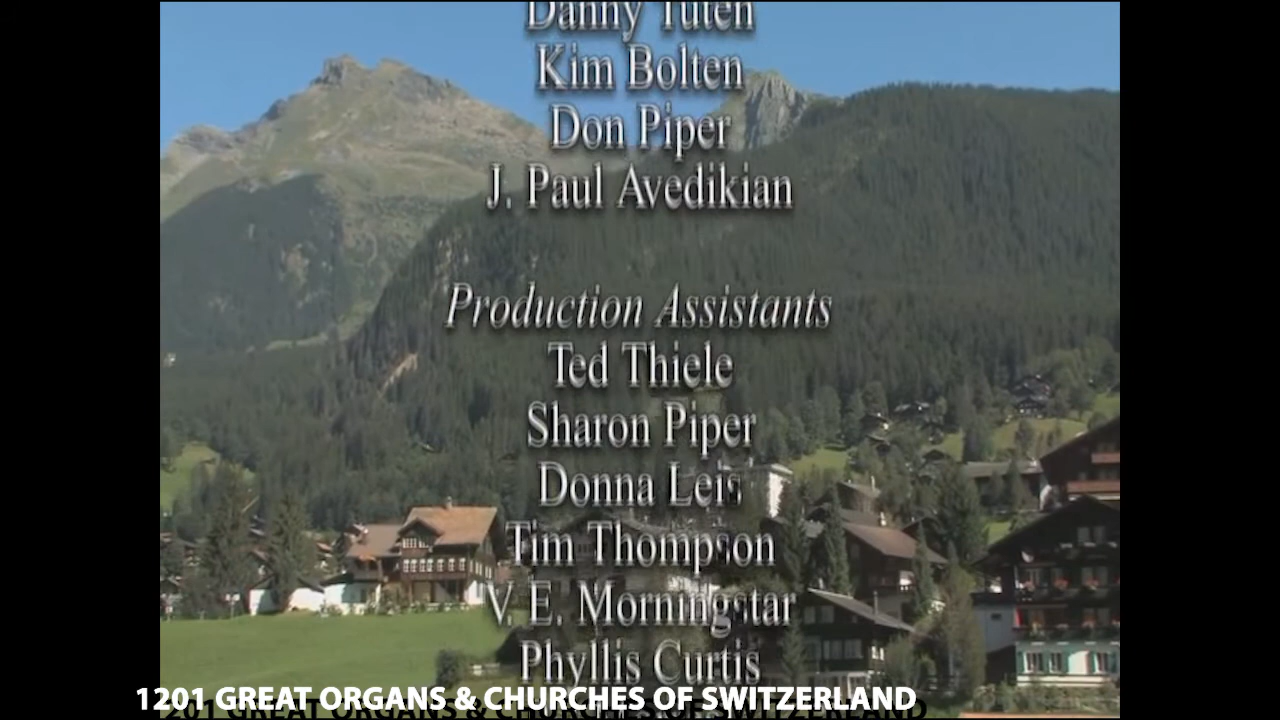 Danny Tuten
Kim Bolten
Don Piper
J. Paul Avedikian
Production Assistants
Ted Thiele
Sharon Piper
Donna Leis
Tim Thompson
V. E. Morningstar
Phyllis Curtis
1201 GREAT ORGANS & CHURCHES OF SWITZERLAND